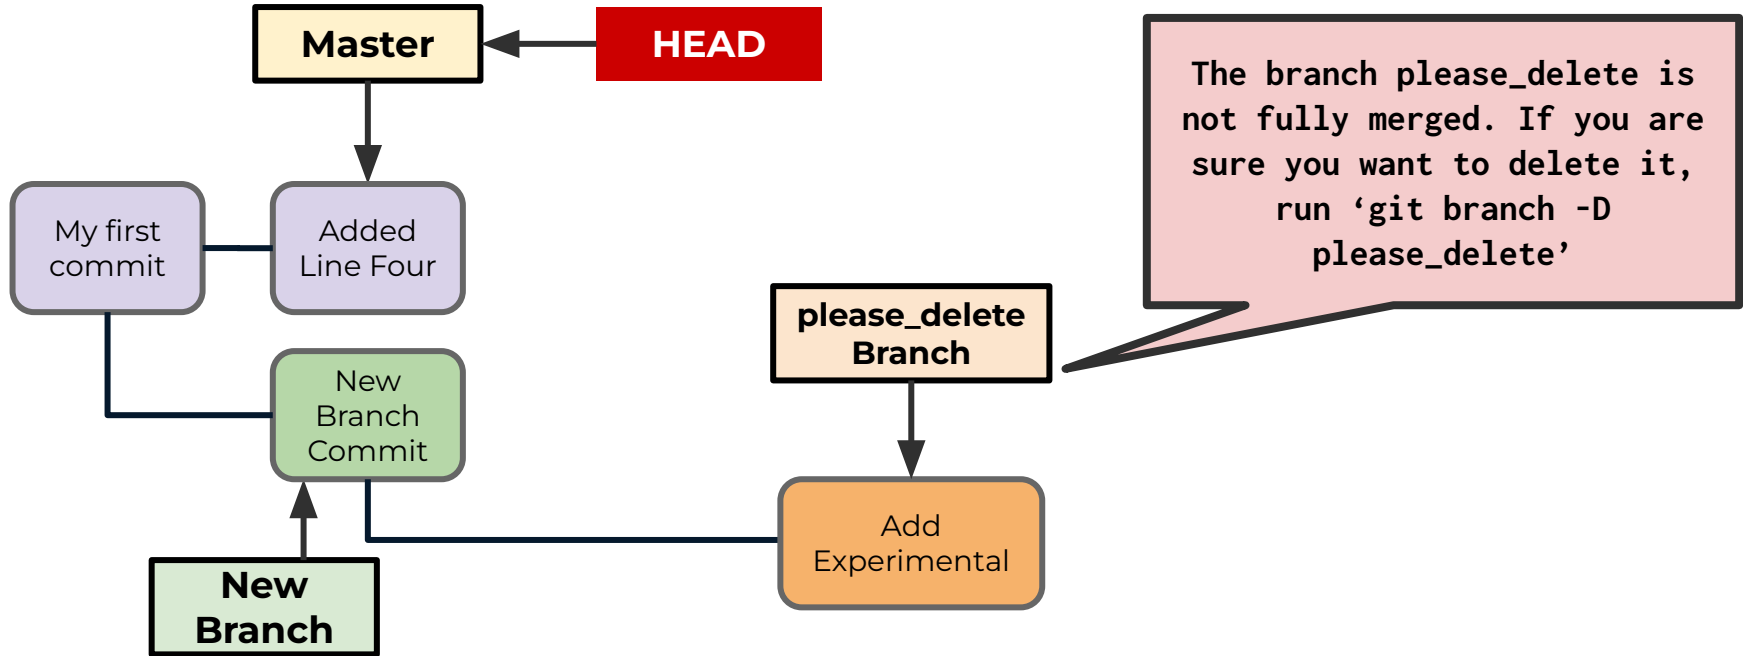 Master
HEAD
The branch please_delete is
not fully merged. If you are
sure you want to delete it,
run ‘git branch -D
please_delete’
My first
commit
Added
Line Four
please_delete
Branch
New
Branch
Commit
Add
Experimental
New
Branch